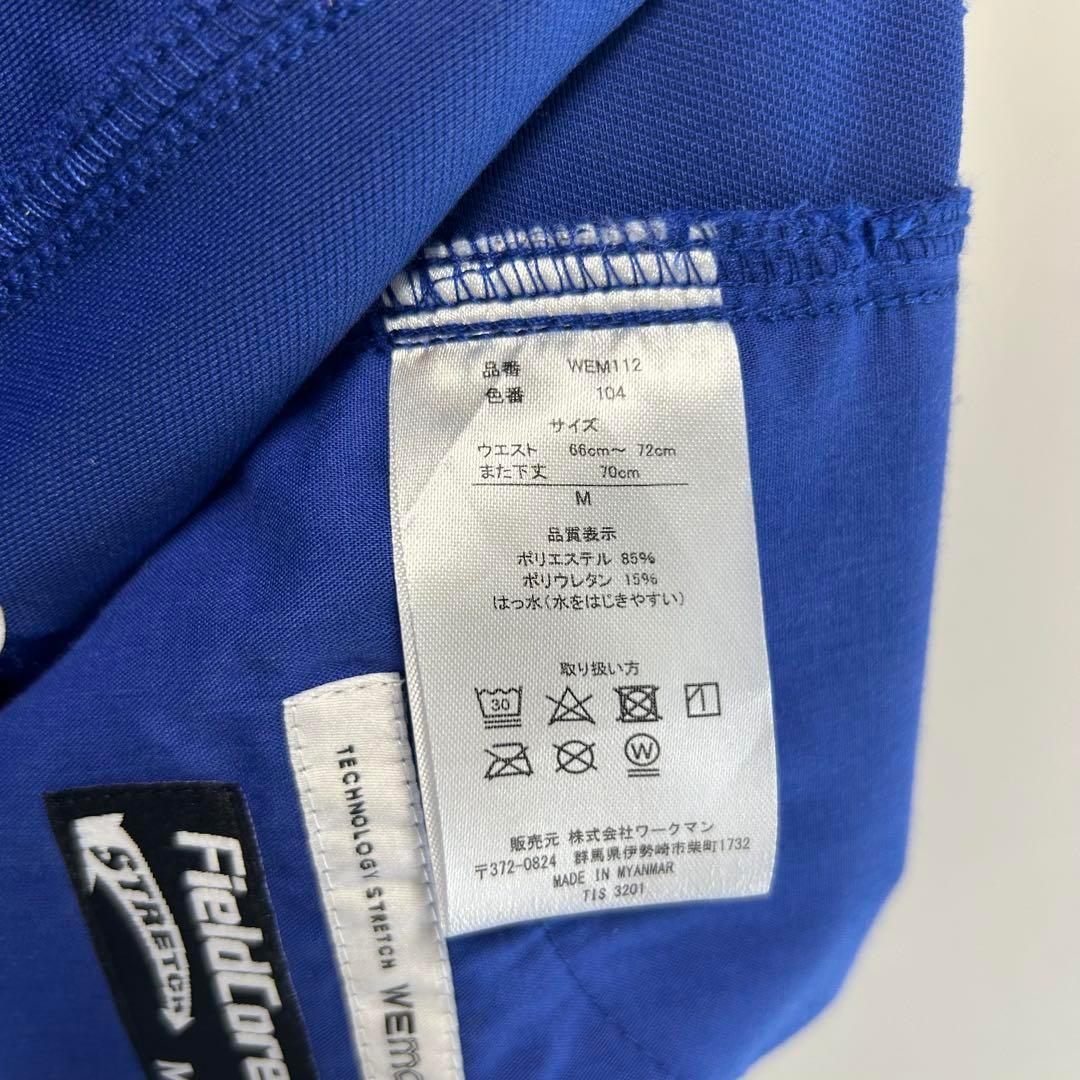 品番 WEM112
色番 104
サイズ
ウエスト 66cm〜 72cm
また下丈 70cm
M
品質表示
ポリエステル 85%
ポリウレタン 15%
はっ水(水をはじきやすい)
取り扱い方
30
W
販売元 株式会社ワークマン
〒372-0824 群馬県伊勢崎市柴町1732
MADE IN MYANMAR
TIS 3201
TECHNOLOGY STRETCH WEmo
FieldCore
STRETCH
M